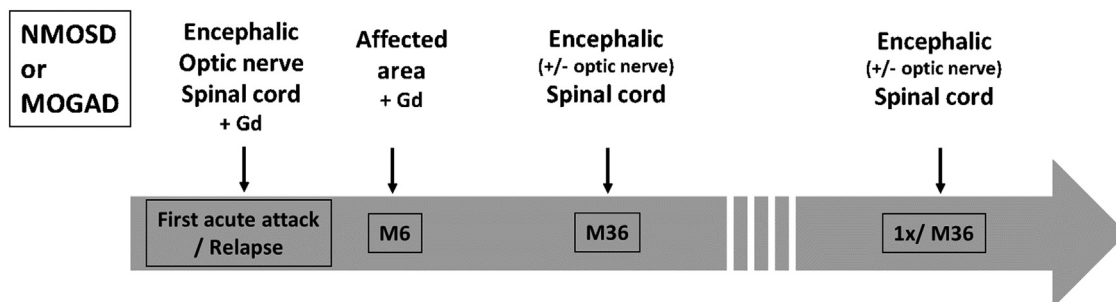 NMOSD
or
MOGAD
Encephalic
Optic nerve
Spinal cord
+ Gd
Affected
area
+ Gd
Encephalic
(+/- optic nerve)
Spinal cord
Encephalic
(+/- optic nerve)
Spinal cord
First acute attack
/ Relapse
M6
M36
1x/ M36